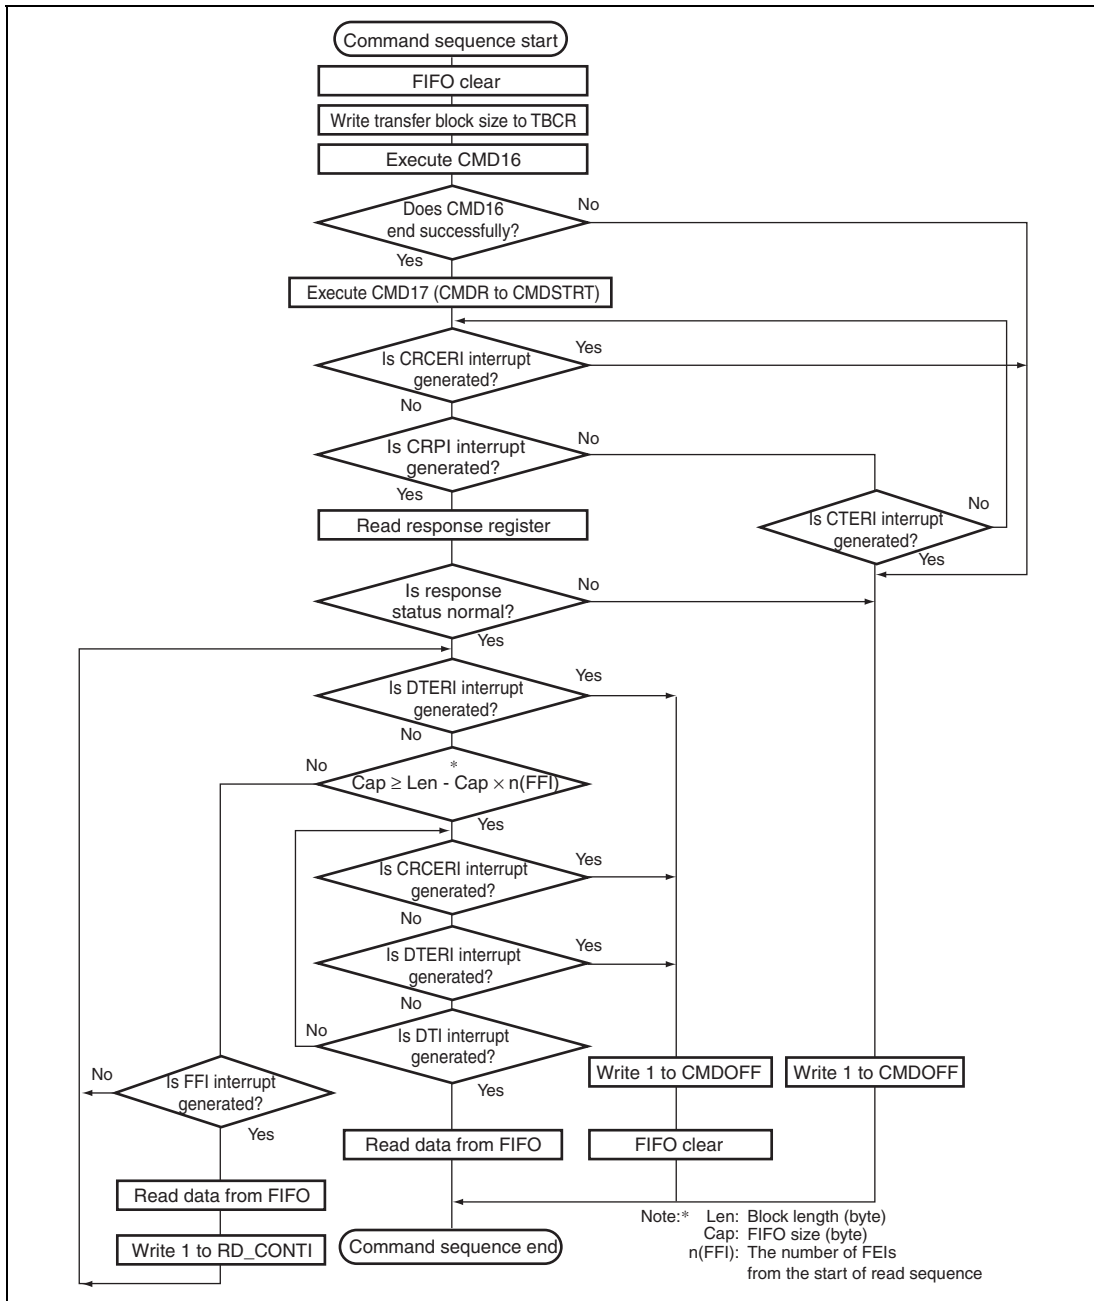 Command sequence start
FIFO clear
Write transfer block size to TBCR
Execute CMD16
Does CMD16
end successfully?
No
Yes
Execute CMD17 (CMDR to CMDSTRT)
Is CRCERI interrupt
generated?
Yes
No
Is CRPI interrupt
generated?
No
Yes
Is CTERI interrupt
generated?
No
Yes
Read response register
Is response
status normal?
No
Yes
Is DTERI interrupt
generated?
Yes
No
*
Cap ≥ Len - Cap × n(FFI)
No
Yes
Is CRCERI interrupt
generated?
Yes
No
Is DTERI interrupt
generated?
Yes
No
Is DTI interrupt
generated?
No
Yes
Is FFI interrupt
generated?
No
Yes
Write 1 to CMDOFF
Write 1 to CMDOFF
Read data from FIFO
FIFO clear
Read data from FIFO
Write 1 to RD_CONTI
Command sequence end
Note:* Len: Block length (byte)
Cap: FIFO size (byte)
n(FFI): The number of FEIs
from the start of read sequence